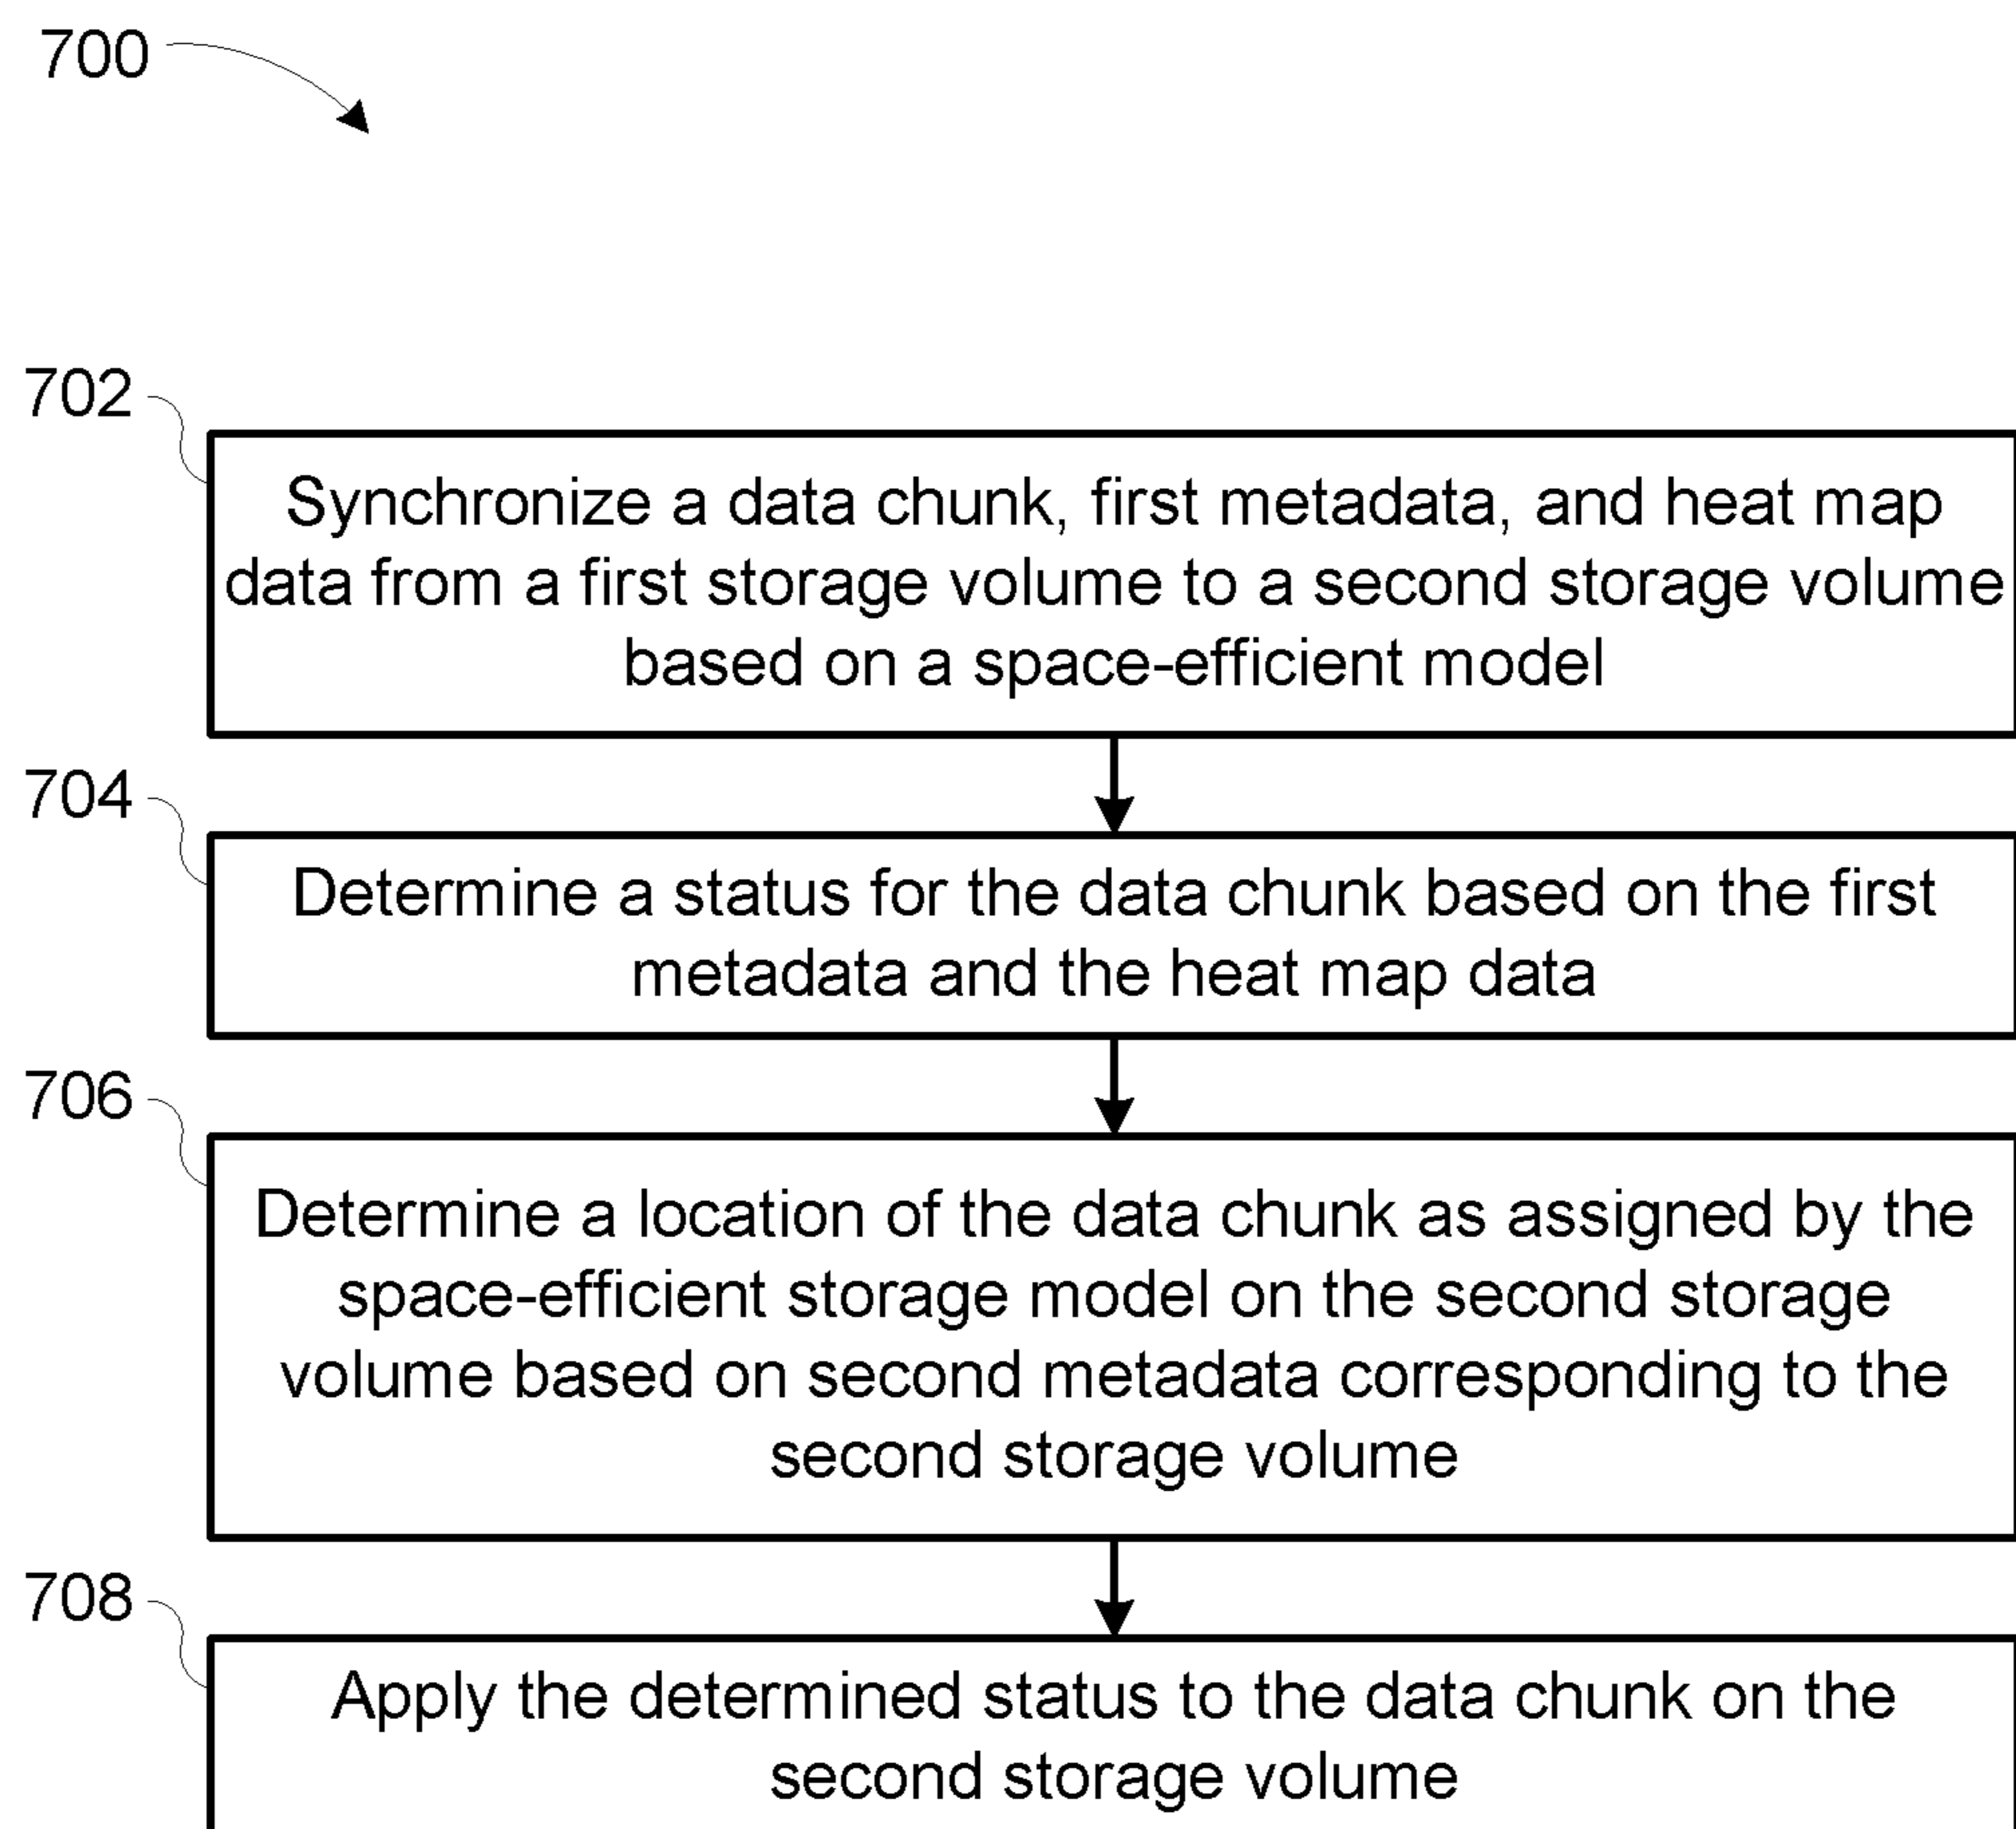 700
702
Synchronize a data chunk, first metadata, and heat map
data from a first storage volume to a second storage volume
based on a space-efficient model
704
Determine a status for the data chunk based on the first
metadata and the heat map data
706
Determine a location of the data chunk as assigned by the
space-efficient storage model on the second storage
volume based on second metadata corresponding to the
second storage volume
708
Apply the determined status to the data chunk on the
second storage volume